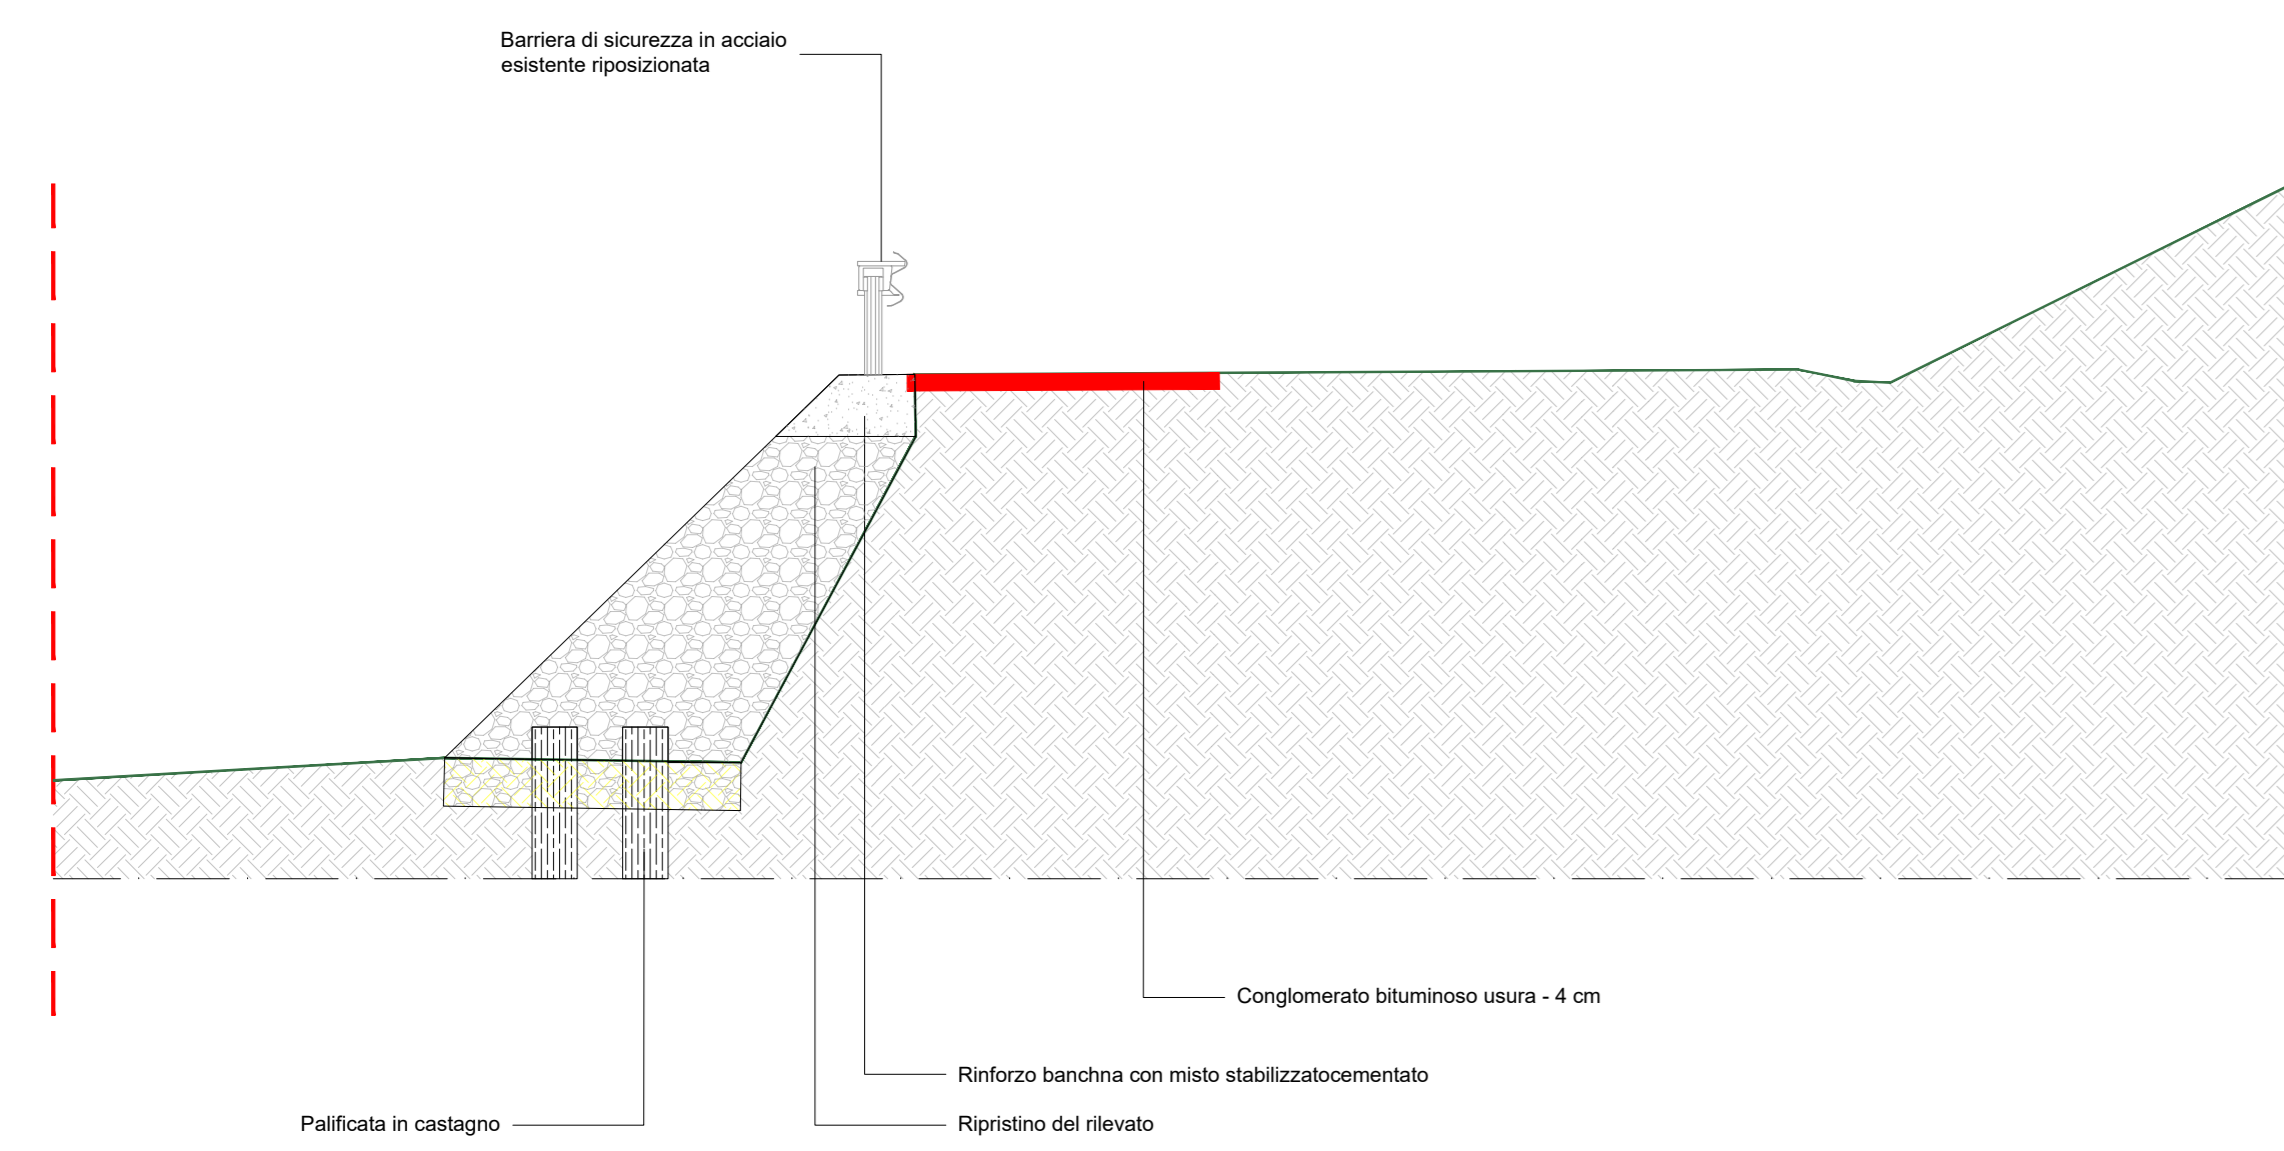 Barriera di sicurezza in acciaio
esistente riposizionata
Conglomerato bituminoso usura - 4 cm
Rinforzo banchna con misto stabilizzatocementato
Palificata in castagno
Ripristino del rilevato